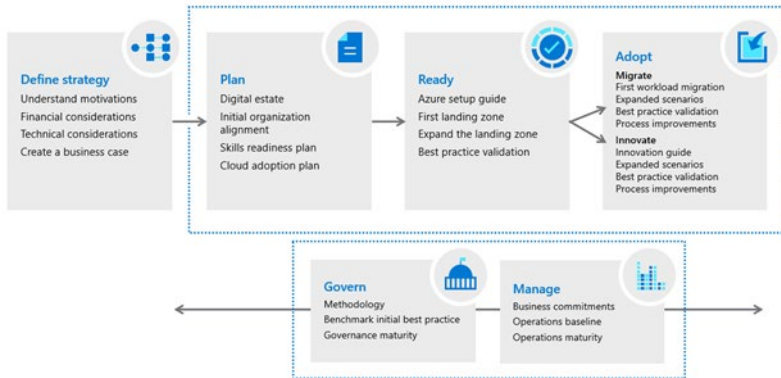 Define strategy
Understand motivations
Financial considerations
Technical considerations
Create a business case
Plan
Digital estate
Initial organization
alignment
Skills readiness plan
Cloud adoption plan
Ready
Azure setup guide
First landing zone
Expand the landing zone
Best practice validation
Adopt
Migrate
First workload migration
Expanded scenarios
Best practice validation
Process improvements
Innovate
Innovation guide
Expanded scenarios
Best practice validation
Process improvements
Govern
Methodology
Benchmark initial best practice
Governance maturity
Manage
Business commitments
Operations baseline
Operations maturity